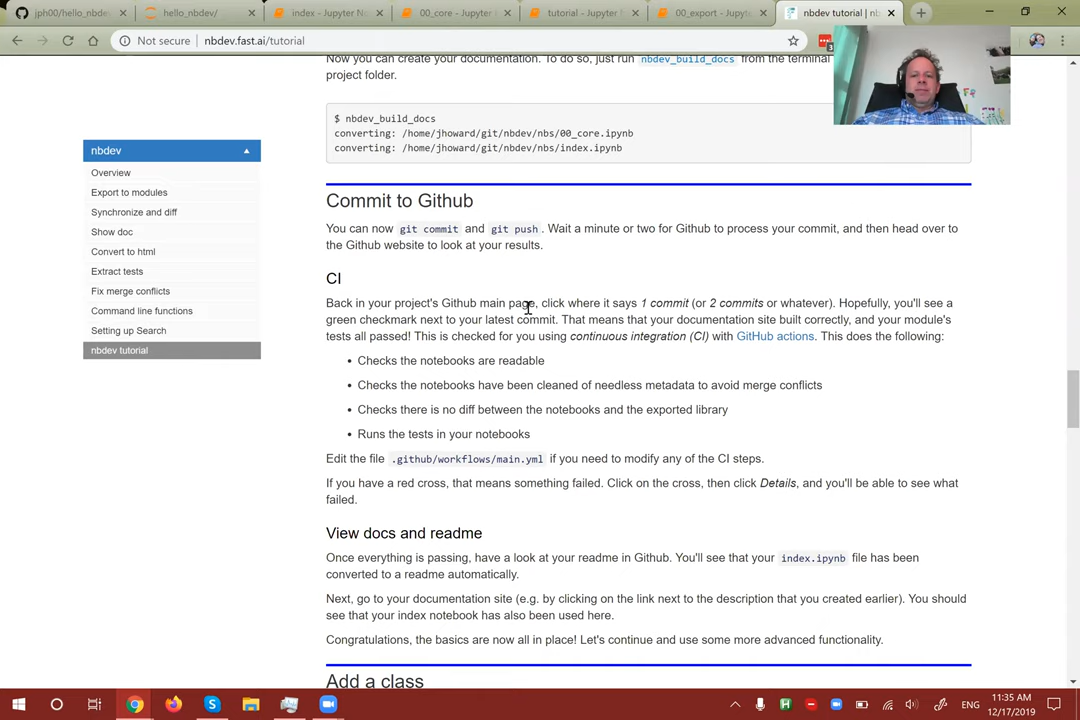 jph00/hello_nbdev
hello_nbdev/
index - Jupyter N
00_core - Jupyter
tutorial - Jupyter
00_export - Jupyte
nbdev tutorial | nb
Not secure | nbdev.fast.ai/tutorial
Now you can create your documentation. To do so, just run nbdev_build_docs from the terminal
project folder.
$ nbdev_build_docs
converting: /home/jhoward/git/nbdev/nbs/00_core.ipynb
converting: /home/jhoward/git/nbdev/nbs/index.ipynb
nbdev
Overview
Export to modules
Synchronize and diff
Show doc
Convert to html
Extract tests
Fix merge conflicts
Command line functions
Setting up Search
nbdev tutorial
Commit to Github
You can now git commit and git push. Wait a minute or two for Github to process your commit, and then head over to
the Github website to look at your results.
CI
Back in your project's Github main page, click where it says 1 commit (or 2 commits or whatever). Hopefully, you'll see a
green checkmark next to your latest commit. That means that your documentation site built correctly, and your module's
tests all passed! This is checked for you using continuous integration (CI) with GitHub actions. This does the following:
• Checks the notebooks are readable
• Checks the notebooks have been cleaned of needless metadata to avoid merge conflicts
• Checks there is no diff between the notebooks and the exported library
• Runs the tests in your notebooks
Edit the file .github/workflows/main.yml if you need to modify any of the CI steps.
If you have a red cross, that means something failed. Click on the cross, then click Details, and you'll be able to see what
failed.
View docs and readme
Once everything is passing, have a look at your readme in Github. You'll see that your index.ipynb file has been
converted to a readme automatically.
Next, go to your documentation site (e.g. by clicking on the link next to the description that you created earlier). You should
see that your index notebook has also been used here.
Congratulations, the basics are now all in place! Let's continue and use some more advanced functionality.
Add a class
ENG
11:35 AM
12/17/2019